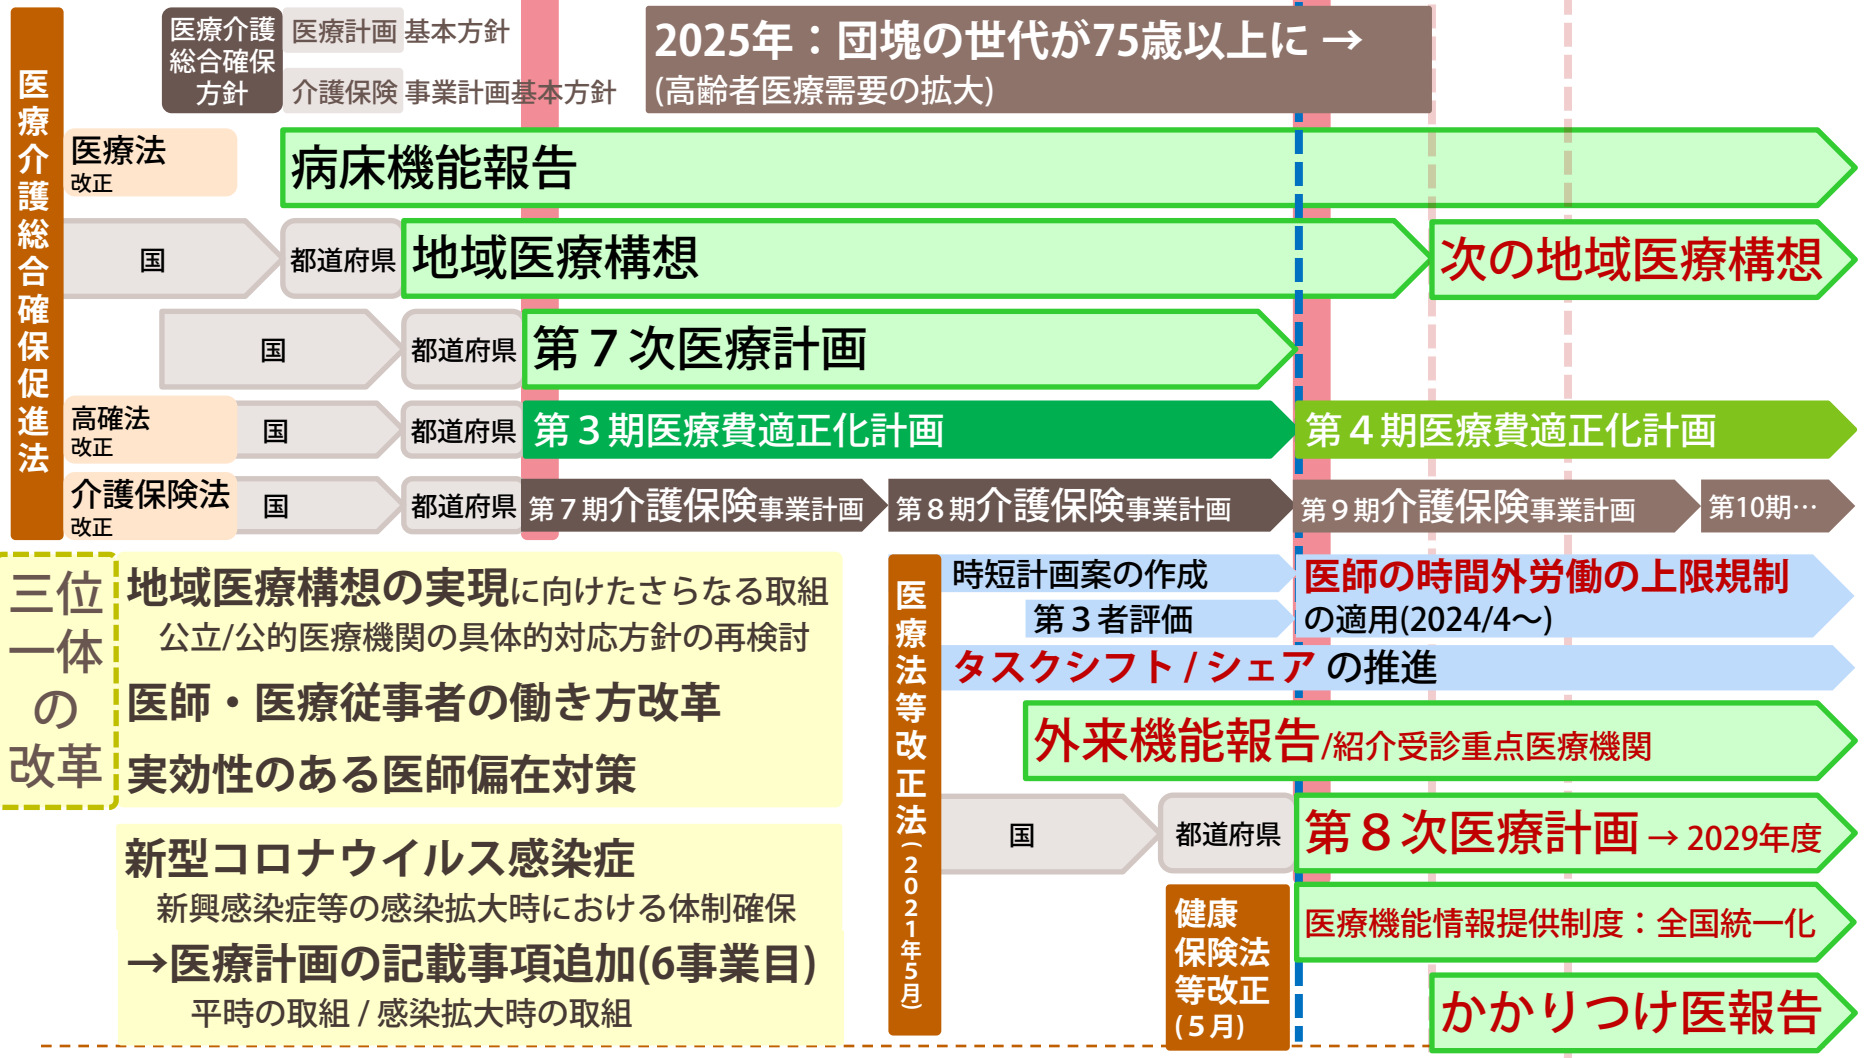 医療介護総合確保促進法
医療介護
総合確保
方針
医療計画 基本方針
介護保険 事業計画基本方針
2025年：団塊の世代が75歳以上に →
(高齢者医療需要の拡大)
医療法
改正
病床機能報告
国
都道府県
地域医療構想
次の地域医療構想
国
都道府県
第７次医療計画
高確法
改正
国
都道府県
第３期医療費適正化計画
第４期医療費適正化計画
介護保険法
改正
国
都道府県
第７期介護保険事業計画
第８期介護保険事業計画
第９期介護保険事業計画
第10期…
三位
一体
の
改革
地域医療構想の実現に向けたさらなる取組
公立/公的医療機関の具体的対応方針の再検討
医師・医療従事者の働き方改革
実効性のある医師偏在対策
新型コロナウイルス感染症
新興感染症等の感染拡大時における体制確保
→医療計画の記載事項追加(6事業目)
平時の取組 / 感染拡大時の取組
医療法等改正法(2021年5月)
時短計画案の作成
第３者評価
医師の時間外労働の上限規制
の適用(2024/4～)
タスクシフト / シェア の推進
外来機能報告/紹介受診重点医療機関
国
都道府県
第８次医療計画 → 2029年度
健康
保険法
等改正
(５月)
医療機能情報提供制度：全国統一化
かかりつけ医報告